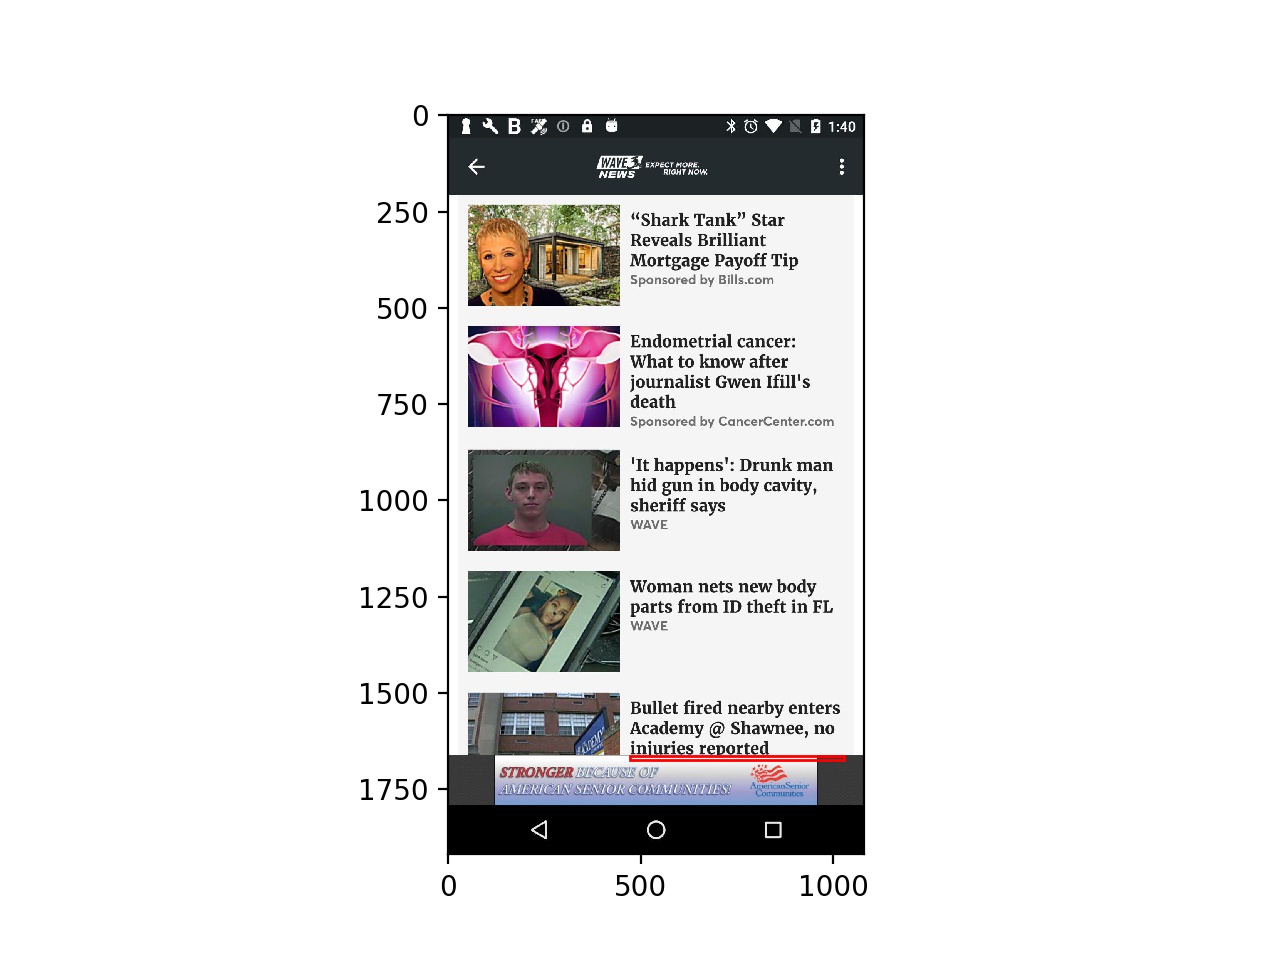 0
250
500
750
1000
1250
1500
1750
B
1:40
WAVE 3
NEWS
EXPECT MORE.
RIGHT NOW.
“Shark Tank” Star
Reveals Brilliant
Mortgage Payoff Tip
Sponsored by Bills.com
Endometrial cancer:
What to know after
journalist Gwen Ifill's
death
Sponsored by CancerCenter.com
'It happens': Drunk man
hid gun in body cavity,
sheriff says
WAVE
Woman nets new body
parts from ID theft in FL
WAVE
Bullet fired nearby enters
Academy @ Shawnee, no
injuries reported
ACADEMY
STRONGER BECAUSE OF
AMERICAN SENIOR COMMUNITIES!
AmericanSenior
Communities
0
500
1000